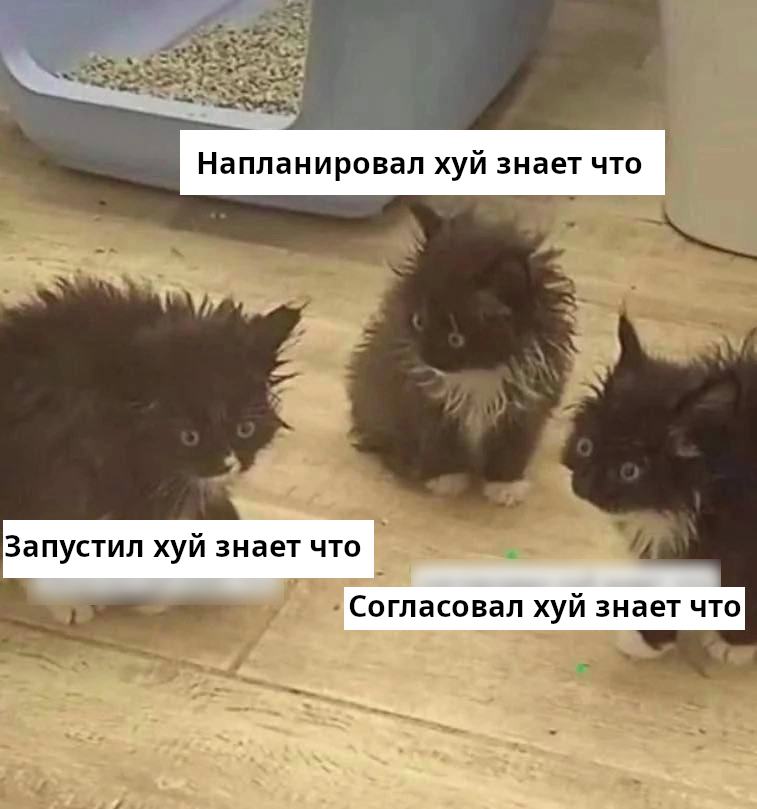 Напланировал хуй знает что
Запустил хуй знает что
Согласовал хуй знает что